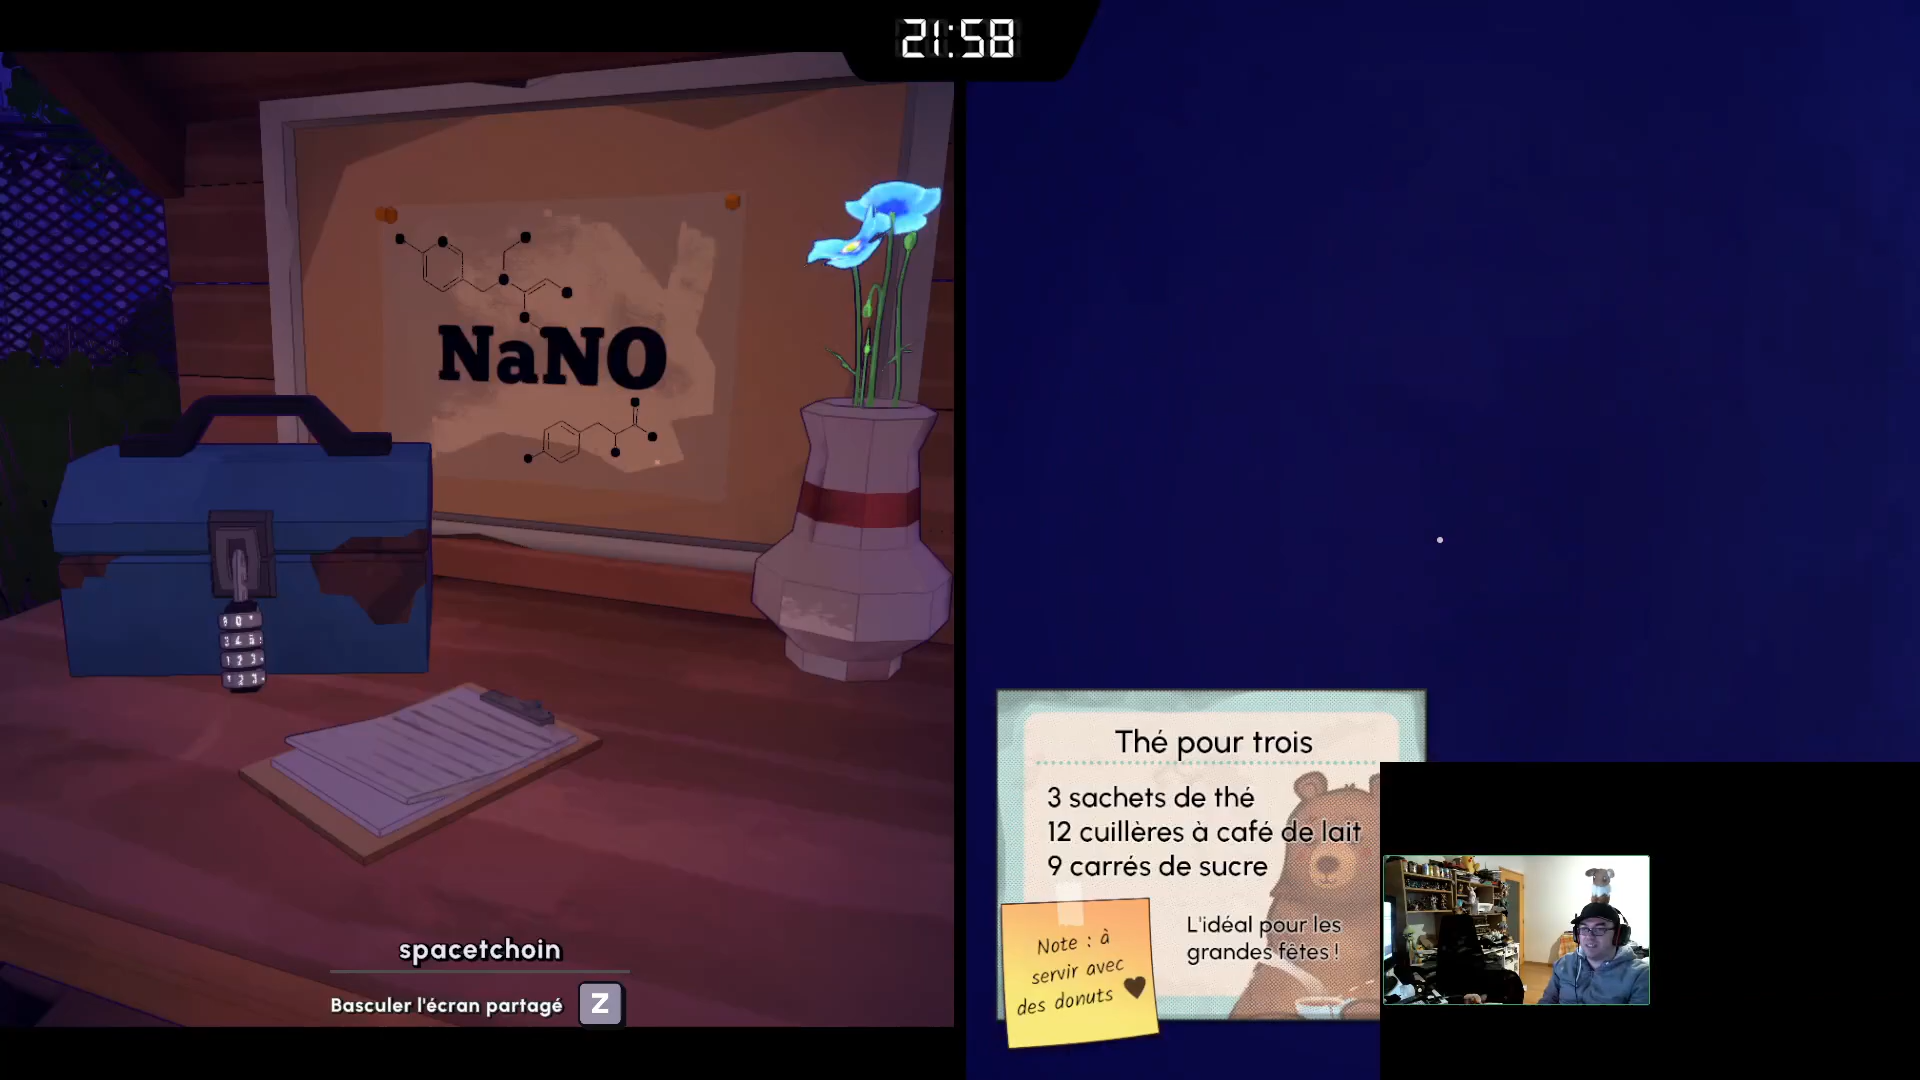 21:58
NaNO
spacetchoin
Basculer l'écran partagé Z
Thé pour trois
3 sachets de thé
12 cuillères à café de lait
9 carrés de sucre
L'idéal pour les
grandes fêtes !
Note : à
servir avec
des donuts